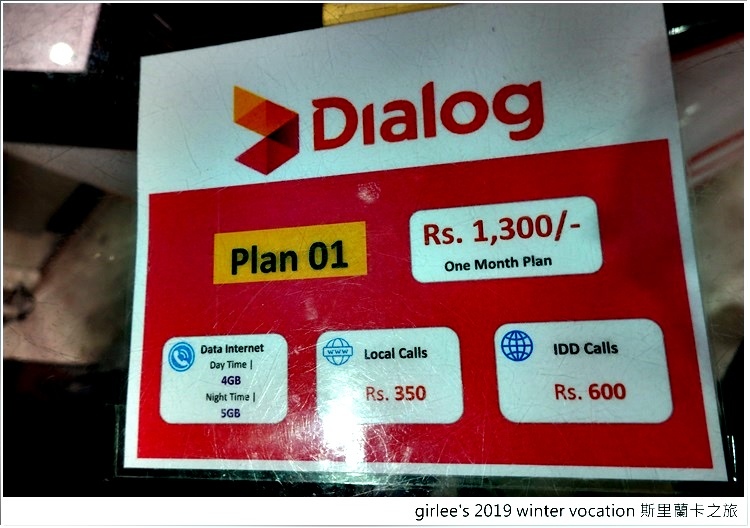 Dialog
Plan 01
Rs. 1,300/-
One Month Plan
Data Internet
Day Time |
4GB
Night Time |
5GB
www
Local Calls
Rs. 350
IDD Calls
Rs. 600
girlee's 2019 winter vocation 斯里蘭卡之旅